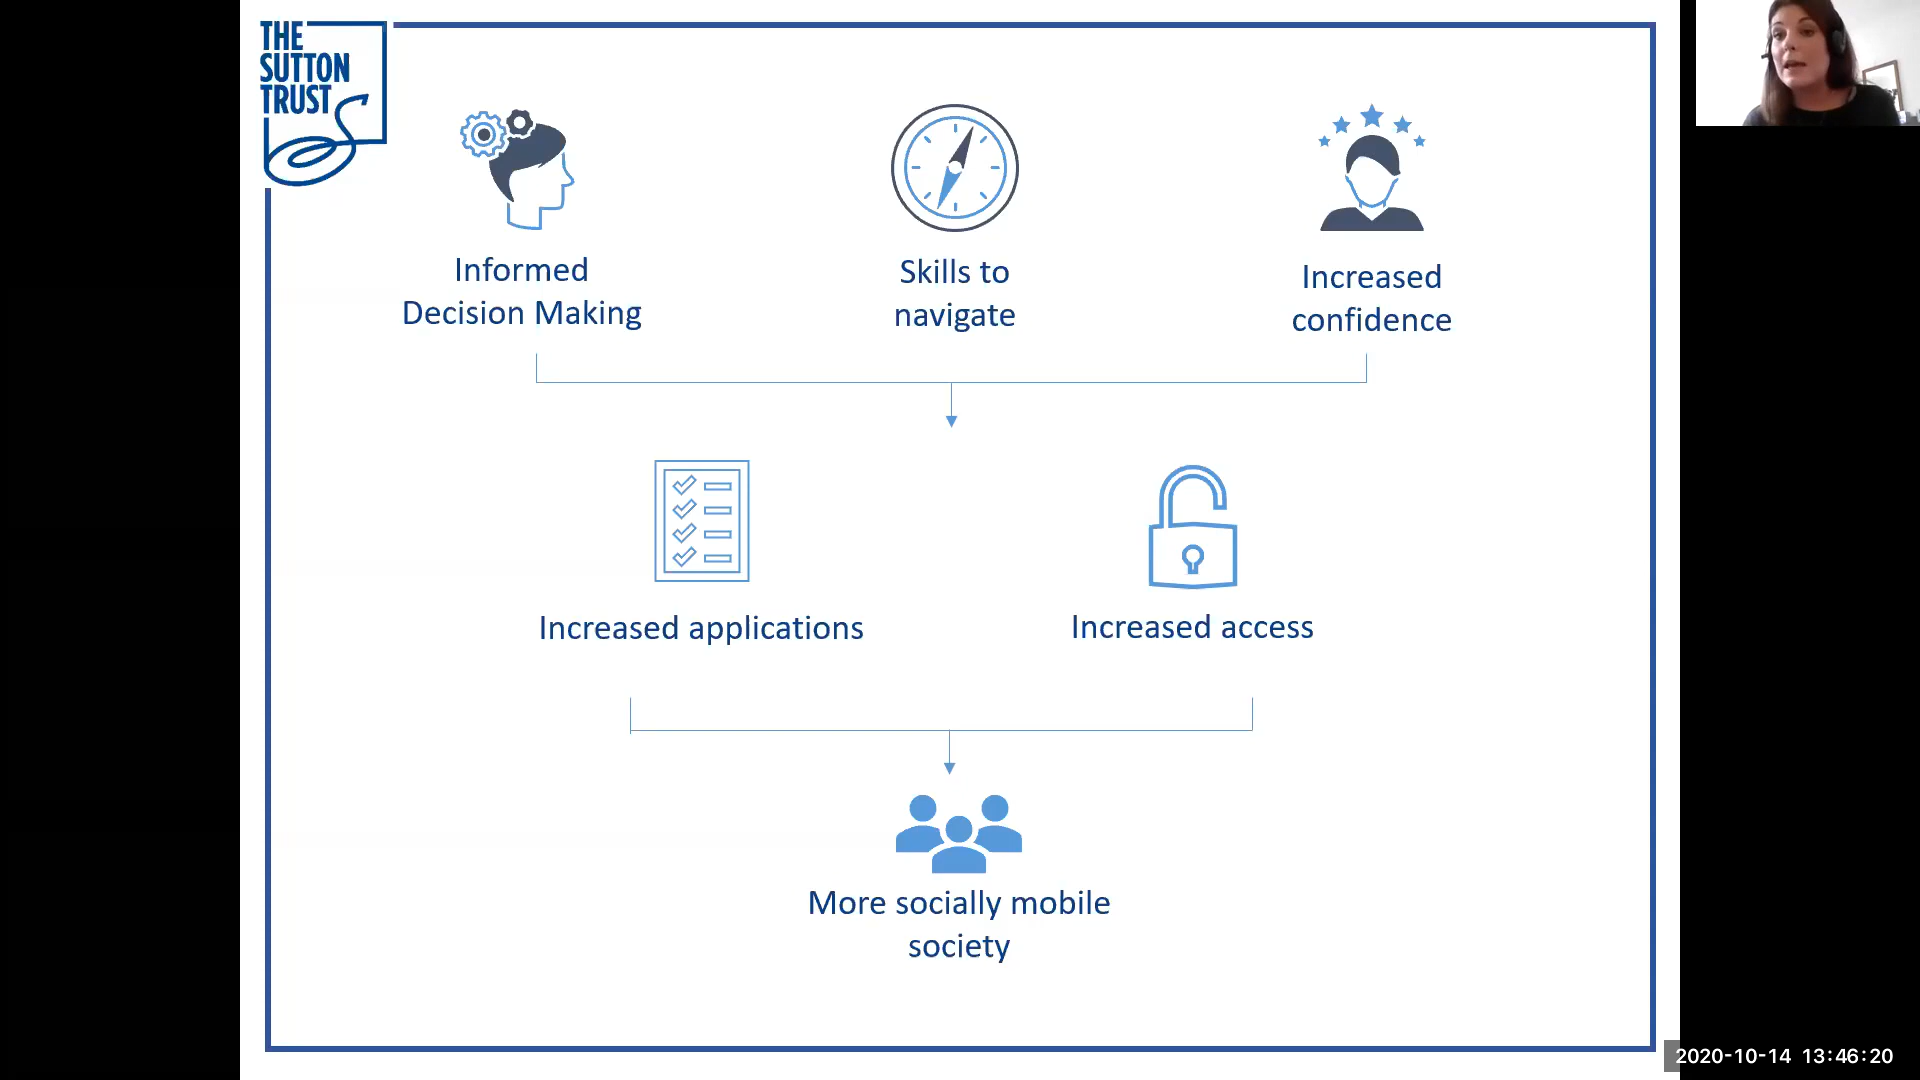 THE
SUTTON
TRUST
Informed
Decision Making
Skills to
navigate
Increased
confidence
Increased applications
Increased access
More socially mobile
society
2020-10-14 13:46:20